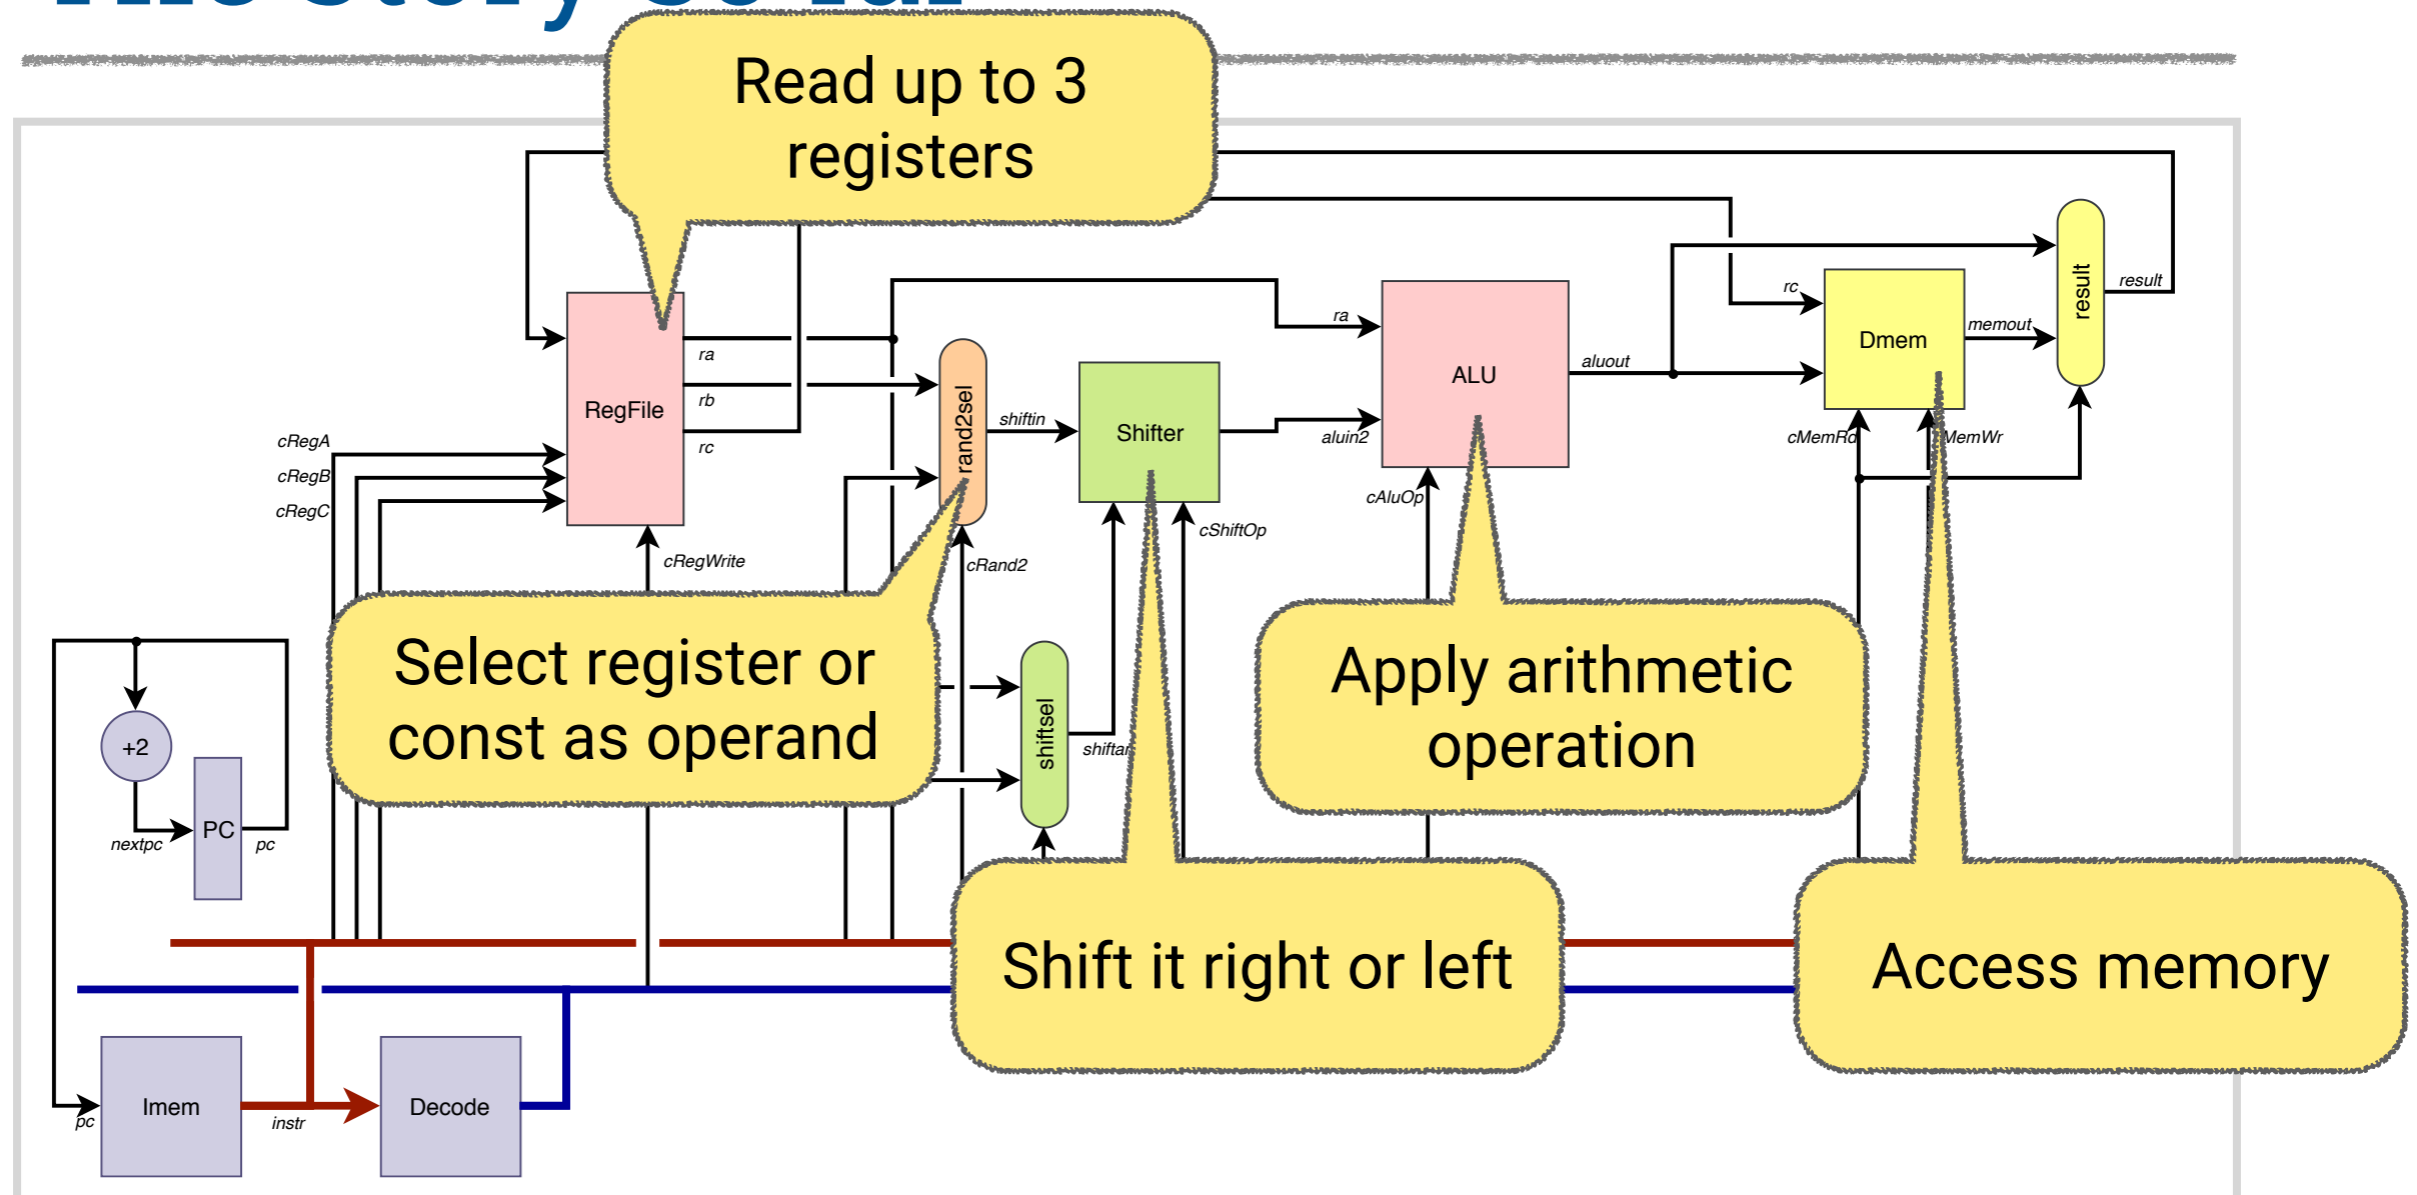 Read up to 3
registers
result
rc
ra
Dmem
memout
result
ra
rb
rc
RegFile
rand2sel
shiftin
Shifter
aluin2
ALU
aluout
cMemRd
MemWr
cRegA
cRegB
cRegC
cAluOp
cShiftOp
cRegWrite
cRand2
Select register or
const as operand
Apply arithmetic
operation
+2
shiftsel
PC
nextpc
pc
Shift it right or left
Access memory
Imem
Decode
pc
instr